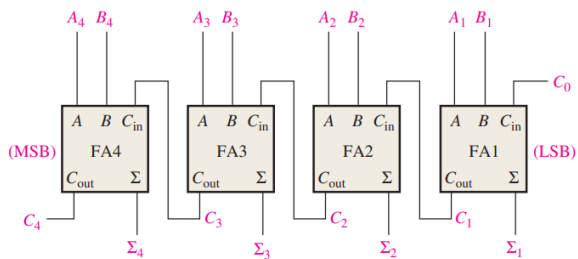 A4 B4 A3 B3 A2 B2 A1 B1
C0
A B Cin A B Cin A B Cin A B Cin
(MSB) FA4 FA3 FA2 FA1 (LSB)
Cout Σ Cout Σ Cout Σ Cout Σ
C4 C3 C2 C1
Σ4 Σ3 Σ2 Σ1